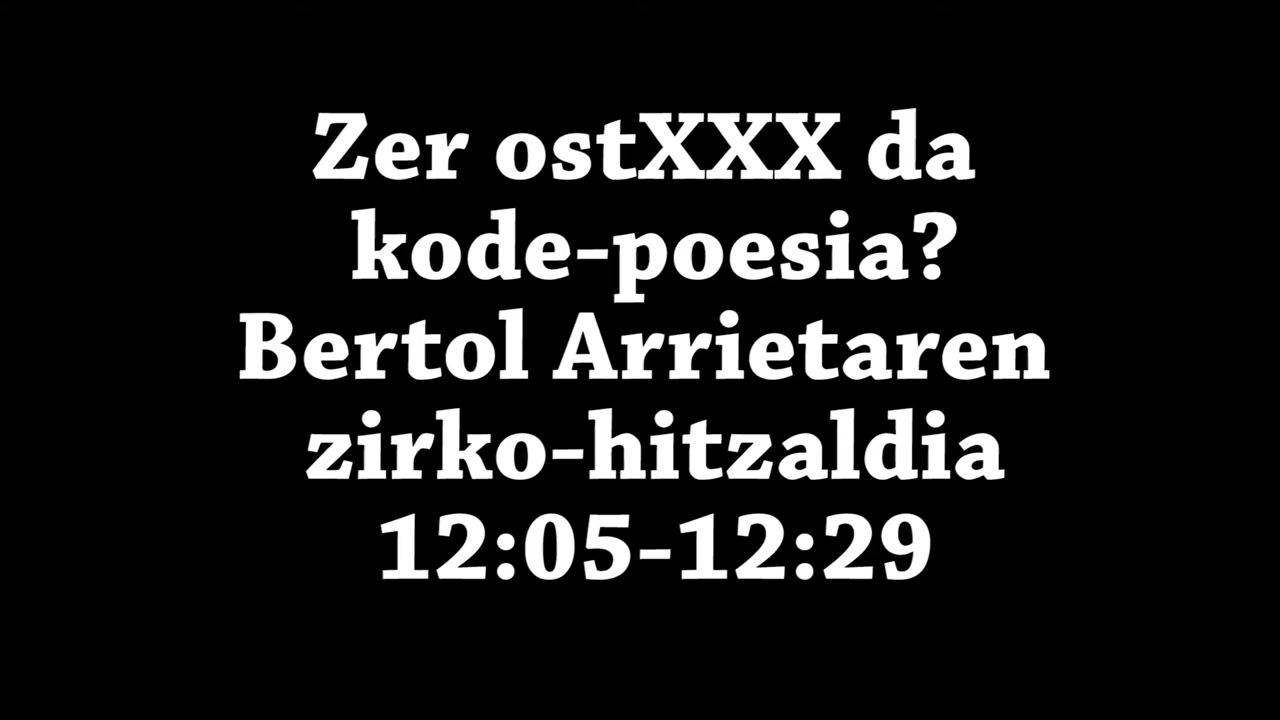 Zer ostXXX da
kode-poesia?
Bertol Arrietaren
zirko-hitzaldia
12:05-12:29